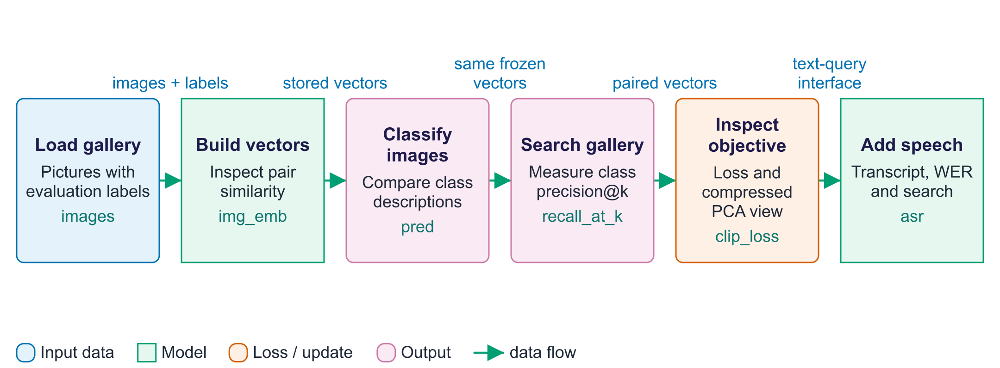 images + labels
stored vectors
same frozen
vectors
paired vectors
text-query
interface
Load gallery
Pictures with
evaluation labels
images
Build vectors
Inspect pair
similarity
img_emb
Classify
images
Compare class
descriptions
pred
Search gallery
Measure class
precision@k
recall_at_k
Inspect
objective
Loss and
compressed
PCA view
clip_loss
Add speech
Transcript, WER
and search
asr
Input data
Model
Loss / update
Output
data flow